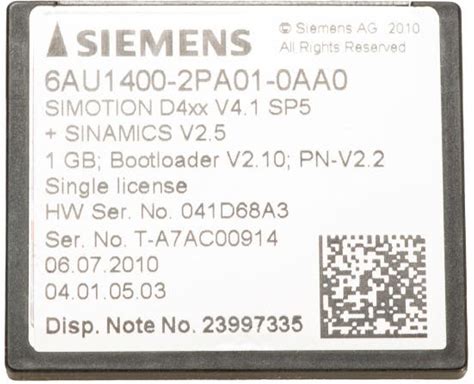 SIEMENS
© Siemens AG 2010
All Rights Reserved
6AU1400-2PA01-0AA0
SIMOTION D4xx V4.1 SP5
+ SINAMICS V2.5
1 GB; Bootloader V2.10; PN-V2.2
Single license
HW Ser. No. 041D68A3
Ser. No. T-A7AC00914
06.07.2010
04.01.05.03
Disp. Note No. 23997335